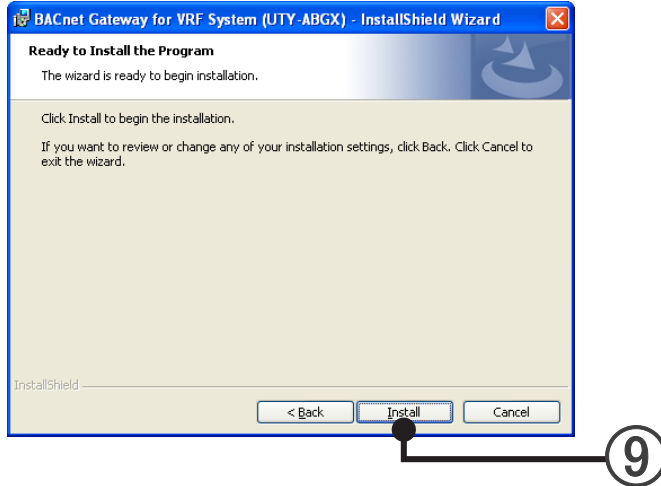 BACnet Gateway for VRF System (UTY-ABGX) - InstallShield Wizard
Ready to Install the Program
The wizard is ready to begin installation.
Click Install to begin the installation.
If you want to review or change any of your installation settings, click Back. Click Cancel to
exit the wizard.
InstallShield
< Back Install Cancel
9